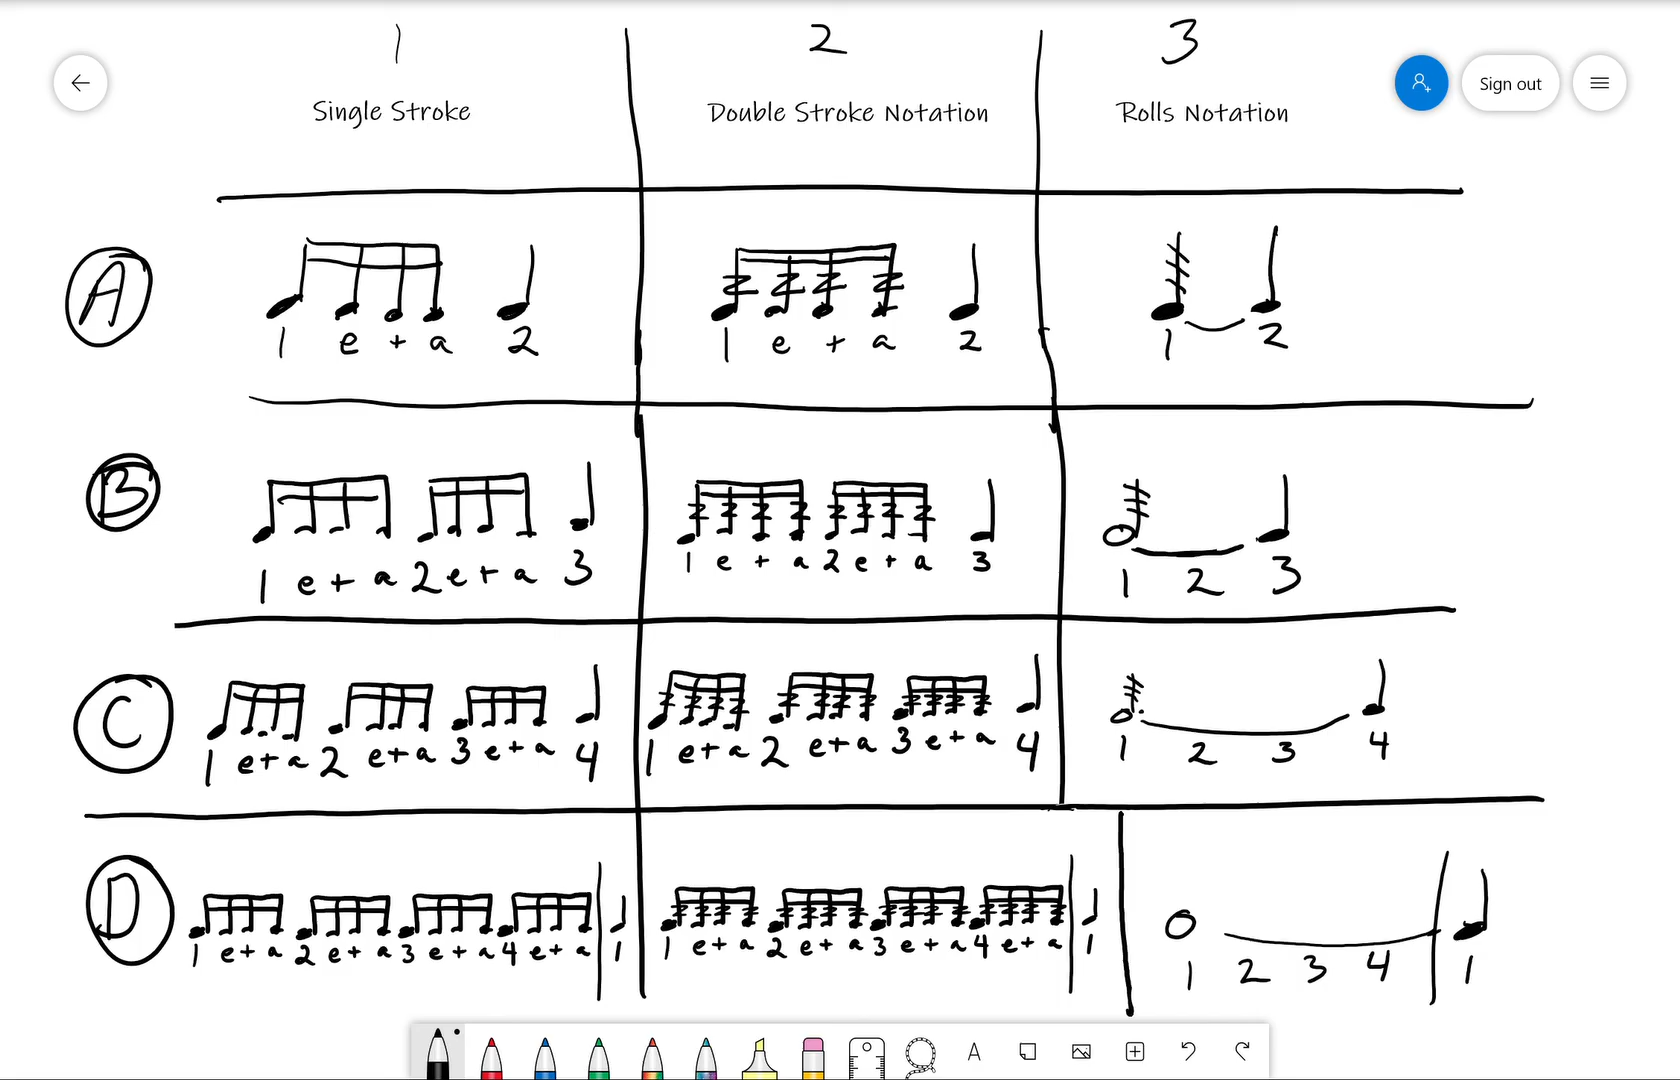 1 2 3
Sign out
Single Stroke Double Stroke Notation Rolls Notation
A
1 e + a 2 1 e + a 2 1 2
B
1 e + a 2 e + a 3 1 e + a 2 e + a 3 1 2 3
C
1 e + a 2 e + a 3 e + a 4 1 e + a 2 e + a 3 e + a 4 1 2 3 4
D
1 e + a 2 e + a 3 e + a 4 e + a 1 1 e + a 2 e + a 3 e + a 4 e + a 1 1 2 3 4 1
A